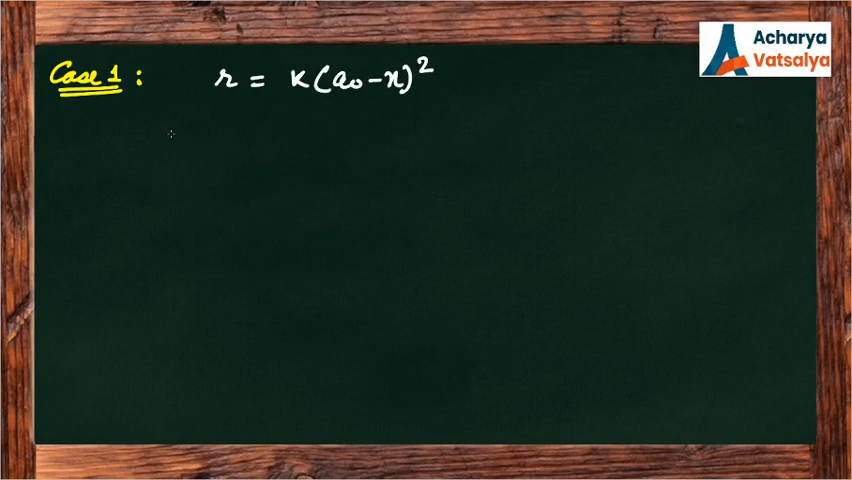 Case 1 : r = K(a₀-x)²
Acharya
Vatsalya